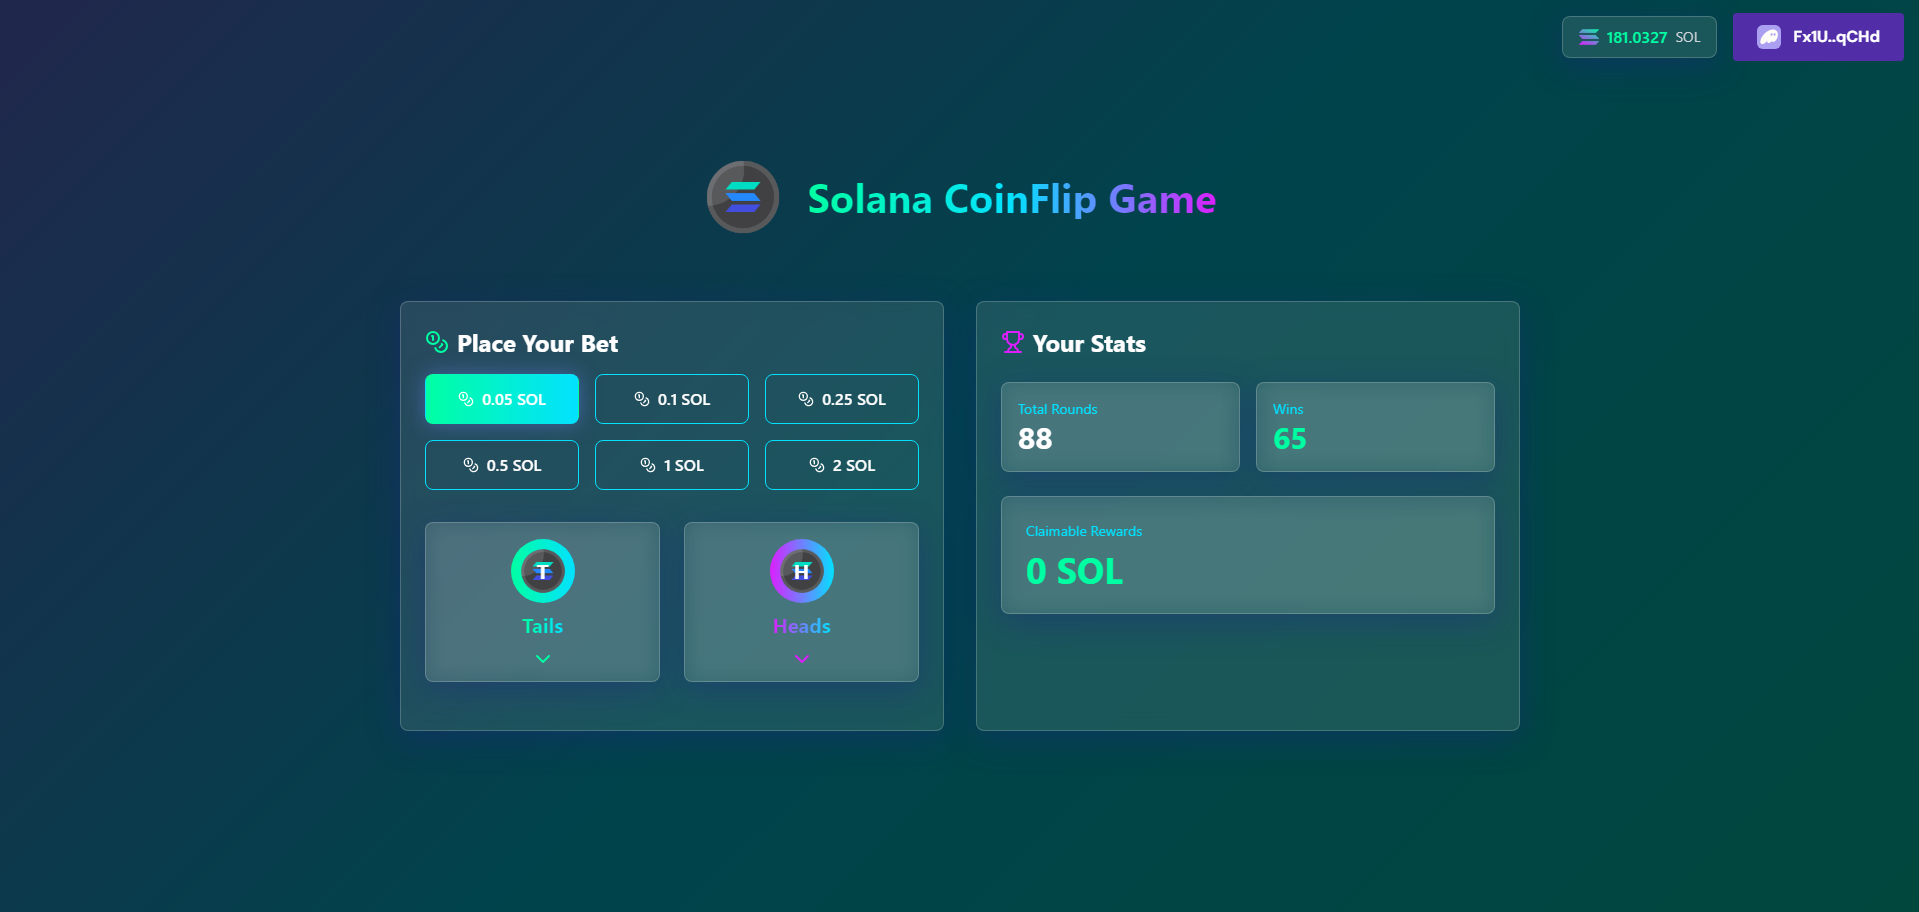 181.0327 SOL
Fx1U..qCHd
Solana CoinFlip Game
Place Your Bet
0.05 SOL
0.1 SOL
0.25 SOL
0.5 SOL
1 SOL
2 SOL
T
Tails
H
Heads
Your Stats
Total Rounds
88
Wins
65
Claimable Rewards
0 SOL